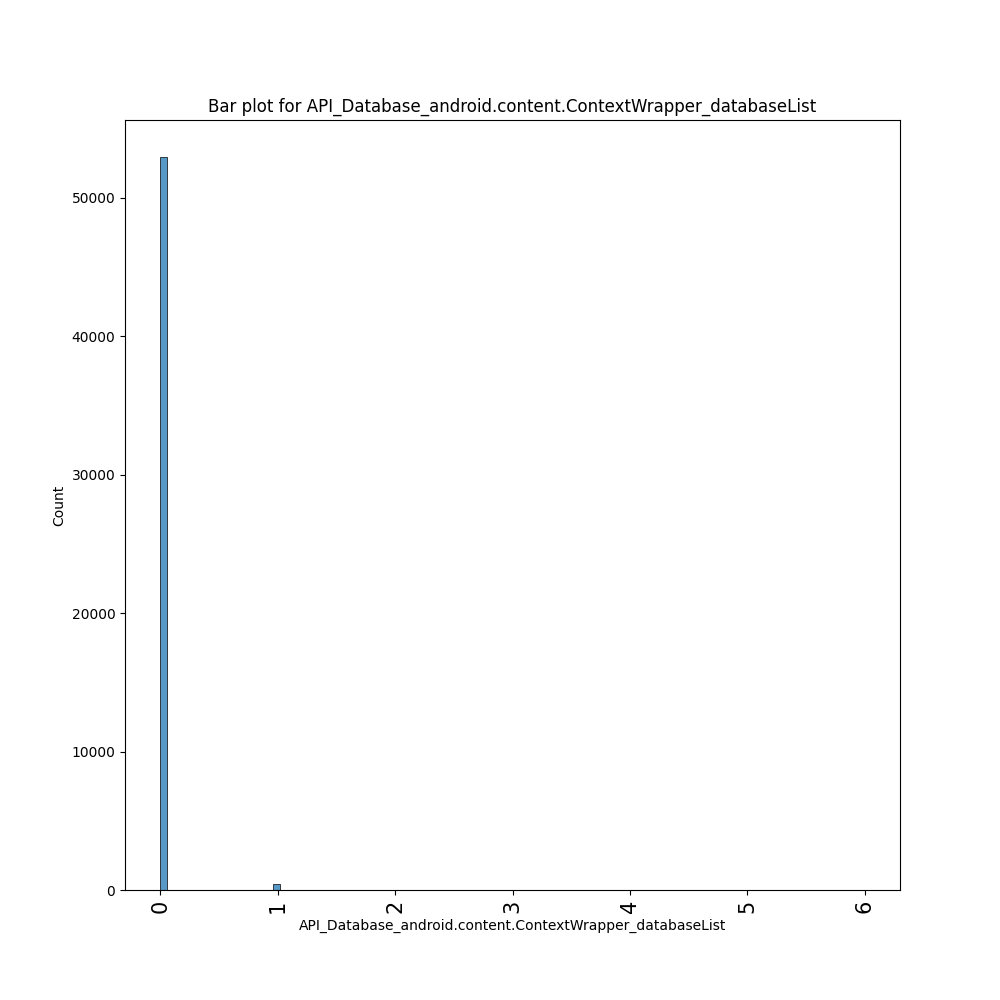 Bar plot for API_Database_android.content.ContextWrapper_databaseList
50000
40000
30000
20000
10000
0
Count
0 1 2 3 4 5 6
API_Database_android.content.ContextWrapper_databaseList